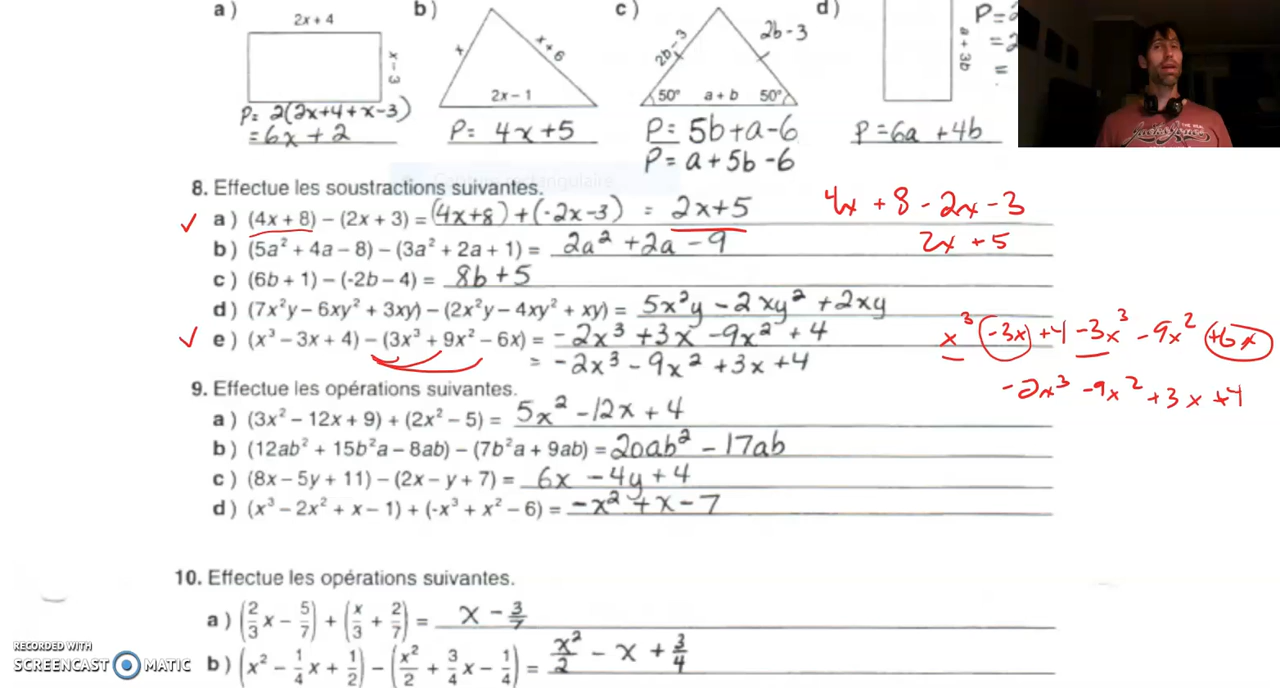 a) b) c) d)
2x + 4
x – 3
P= 2(2x+4+x–3)
=6x+2
x
x+6
2x – 1
P= 4x+5
2b–3
2b–3
50° a + b 50°
P= 5b+a-6
P= a+5b-6
a + 3b
P=6a +4b
P=
=
=
8. Effectue les soustractions suivantes.
a) (4x + 8) – (2x + 3) = (4x+8)+(-2x-3) = 2x+5
4x +8 -2x -3
2x +5
b) (5a² + 4a – 8) – (3a² + 2a + 1) = 2a² +2a -9
c) (6b + 1) – (-2b – 4) = 8b+5
d) (7x²y – 6xy² + 3xy) – (2x²y – 4xy² + xy) = 5x²y -2xy² +2xy
e) (x³ – 3x + 4) – (3x³ + 9x² – 6x) = -2x³ +3x -9x² +4
= -2x³ -9x² +3x +4
x³ -3x +4 -3x³ -9x² +6x
-2x³ -9x² +3x +4
9. Effectue les opérations suivantes.
a) (3x² – 12x + 9) + (2x² – 5) = 5x² -12x +4
b) (12ab² + 15b²a – 8ab) – (7b²a + 9ab) = 20ab² -17ab
c) (8x – 5y + 11) – (2x – y + 7) = 6x -4y +4
d) (x³ – 2x² + x – 1) + (-x³ + x² – 6) = -x² +x -7
10. Effectue les opérations suivantes.
a) (2/3 x – 5/7) + (x/3 + 2/7) = x - 3/7
b) (x² – 1/4 x + 1/2) – (x²/2 + 3/4 x – 1/4) = x²/2 - x + 3/4
RECORDED WITH
SCREENCAST MATIC